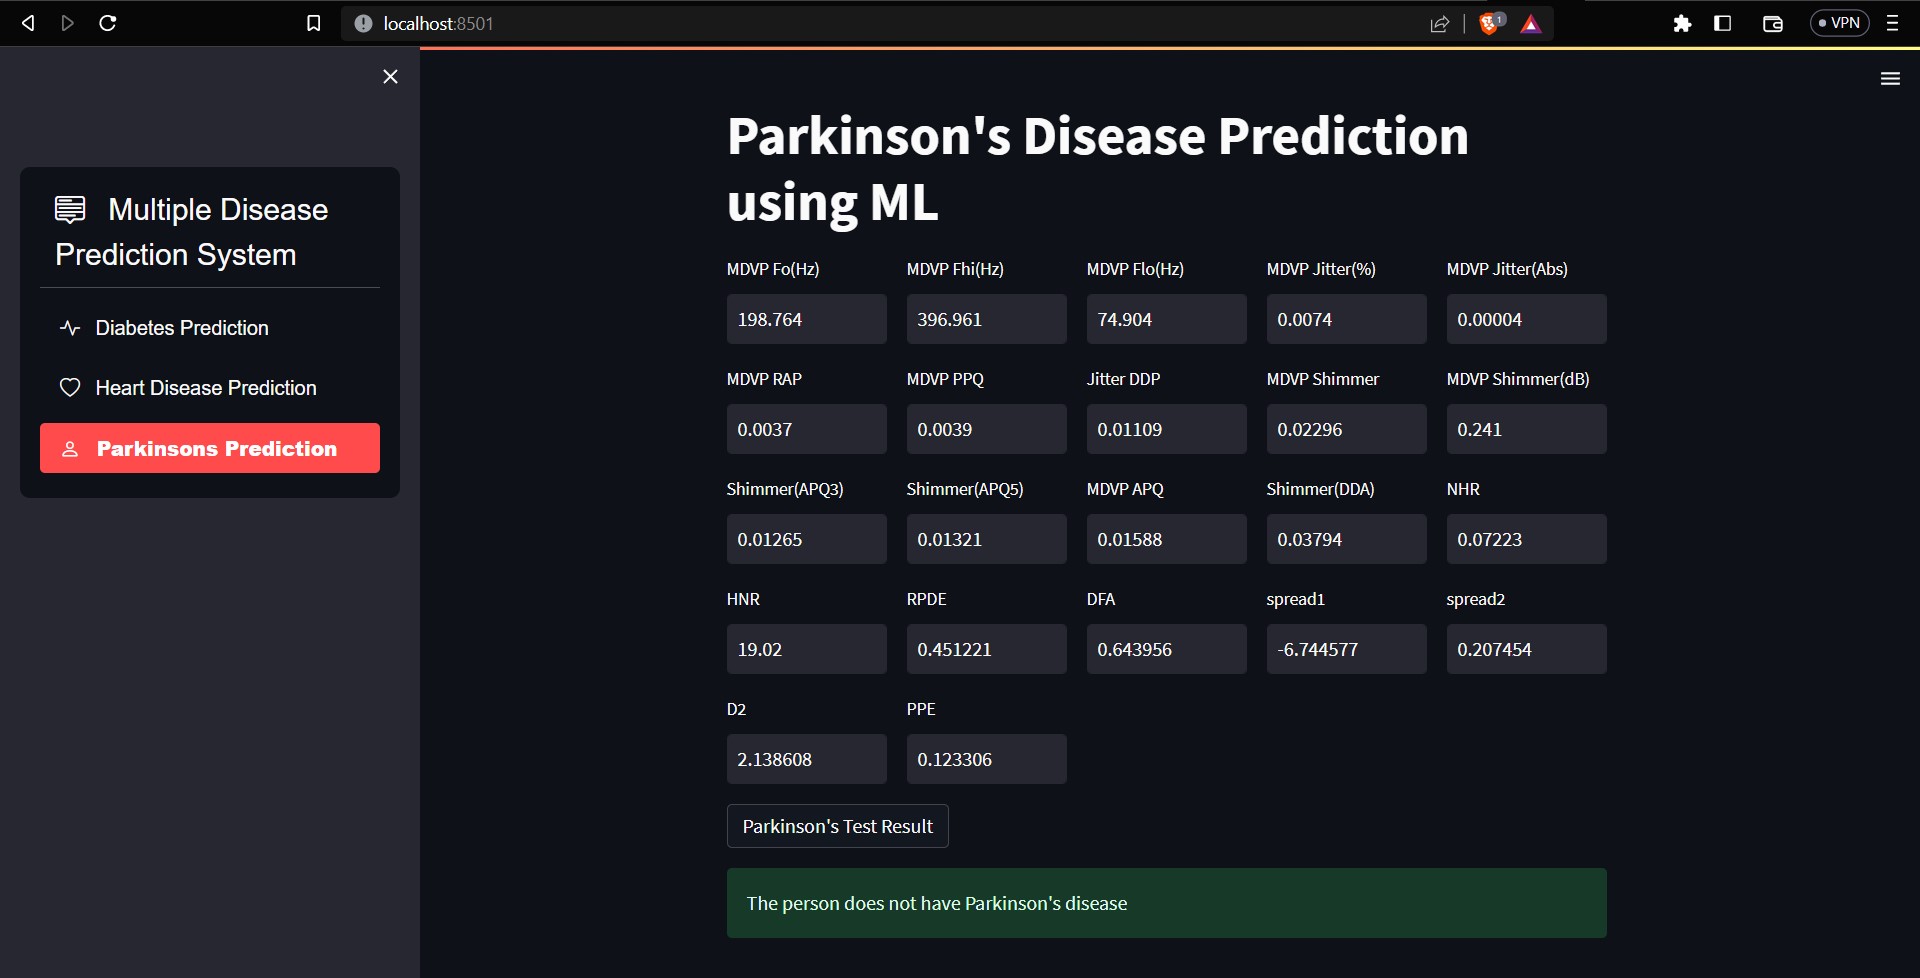 localhost:8501
1
VPN
Multiple Disease
Prediction System
Diabetes Prediction
Heart Disease Prediction
Parkinsons Prediction
Parkinson's Disease Prediction
using ML
MDVP Fo(Hz) MDVP Fhi(Hz) MDVP Flo(Hz) MDVP Jitter(%) MDVP Jitter(Abs)
198.764 396.961 74.904 0.0074 0.00004
MDVP RAP MDVP PPQ Jitter DDP MDVP Shimmer MDVP Shimmer(dB)
0.0037 0.0039 0.01109 0.02296 0.241
Shimmer(APQ3) Shimmer(APQ5) MDVP APQ Shimmer(DDA) NHR
0.01265 0.01321 0.01588 0.03794 0.07223
HNR RPDE DFA spread1 spread2
19.02 0.451221 0.643956 -6.744577 0.207454
D2 PPE
2.138608 0.123306
Parkinson's Test Result
The person does not have Parkinson's disease